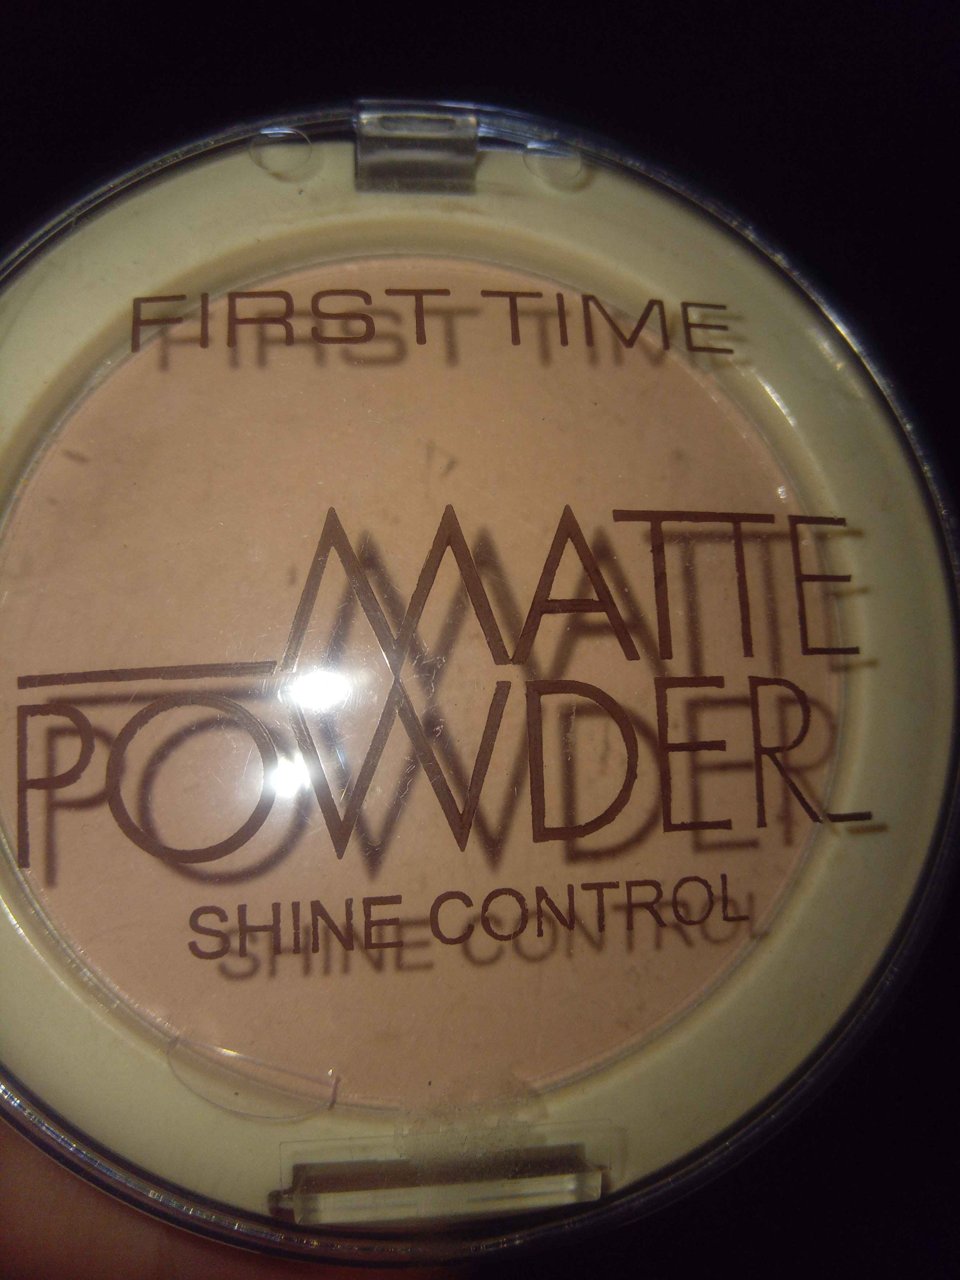 FIRST TIME
MATTE
POWDER
SHINE CONTROL